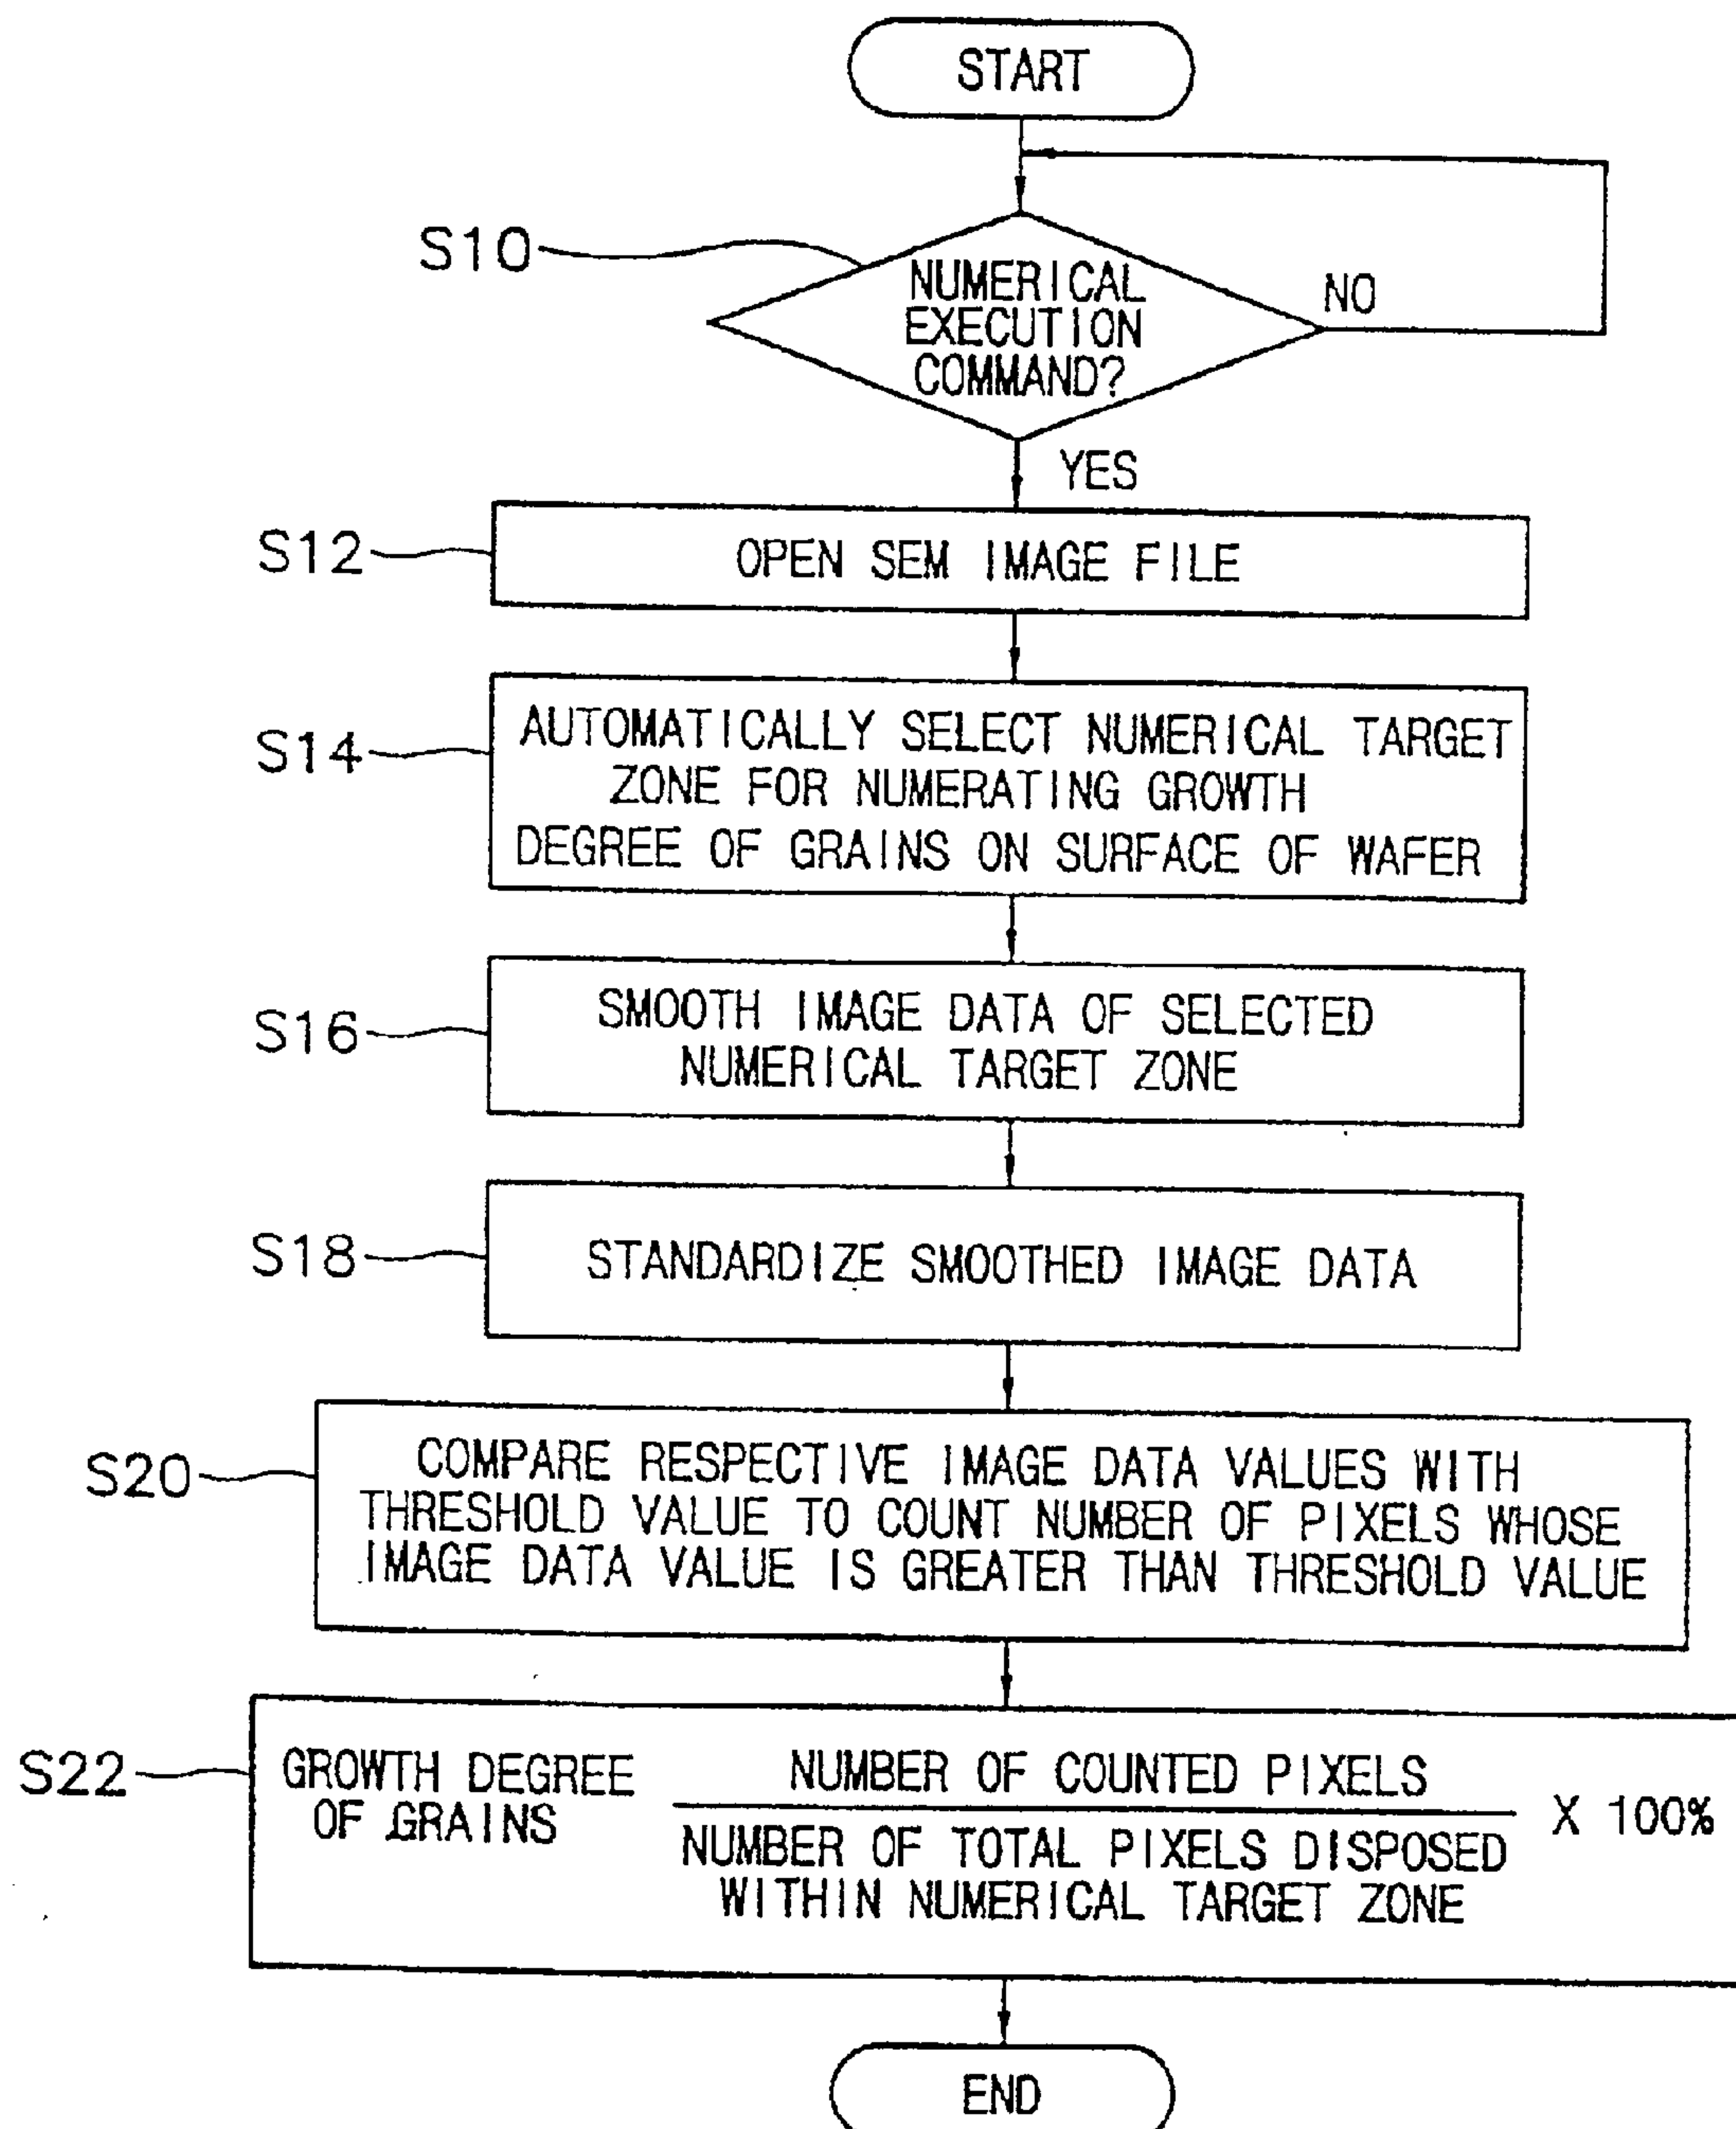 START
S10
NUMERICAL
EXECUTION
COMMAND?
NO
YES
S12
OPEN SEM IMAGE FILE
S14
AUTOMATICALLY SELECT NUMERICAL TARGET
ZONE FOR NUMERATING GROWTH
DEGREE OF GRAINS ON SURFACE OF WAFER
S16
SMOOTH IMAGE DATA OF SELECTED
NUMERICAL TARGET ZONE
S18
STANDARDIZE SMOOTHED IMAGE DATA
S20
COMPARE RESPECTIVE IMAGE DATA VALUES WITH
THRESHOLD VALUE TO COUNT NUMBER OF PIXELS WHOSE
IMAGE DATA VALUE IS GREATER THAN THRESHOLD VALUE
S22
GROWTH DEGREE
OF GRAINS
NUMBER OF COUNTED PIXELS
NUMBER OF TOTAL PIXELS DISPOSED
WITHIN NUMERICAL TARGET ZONE
X 100%
END